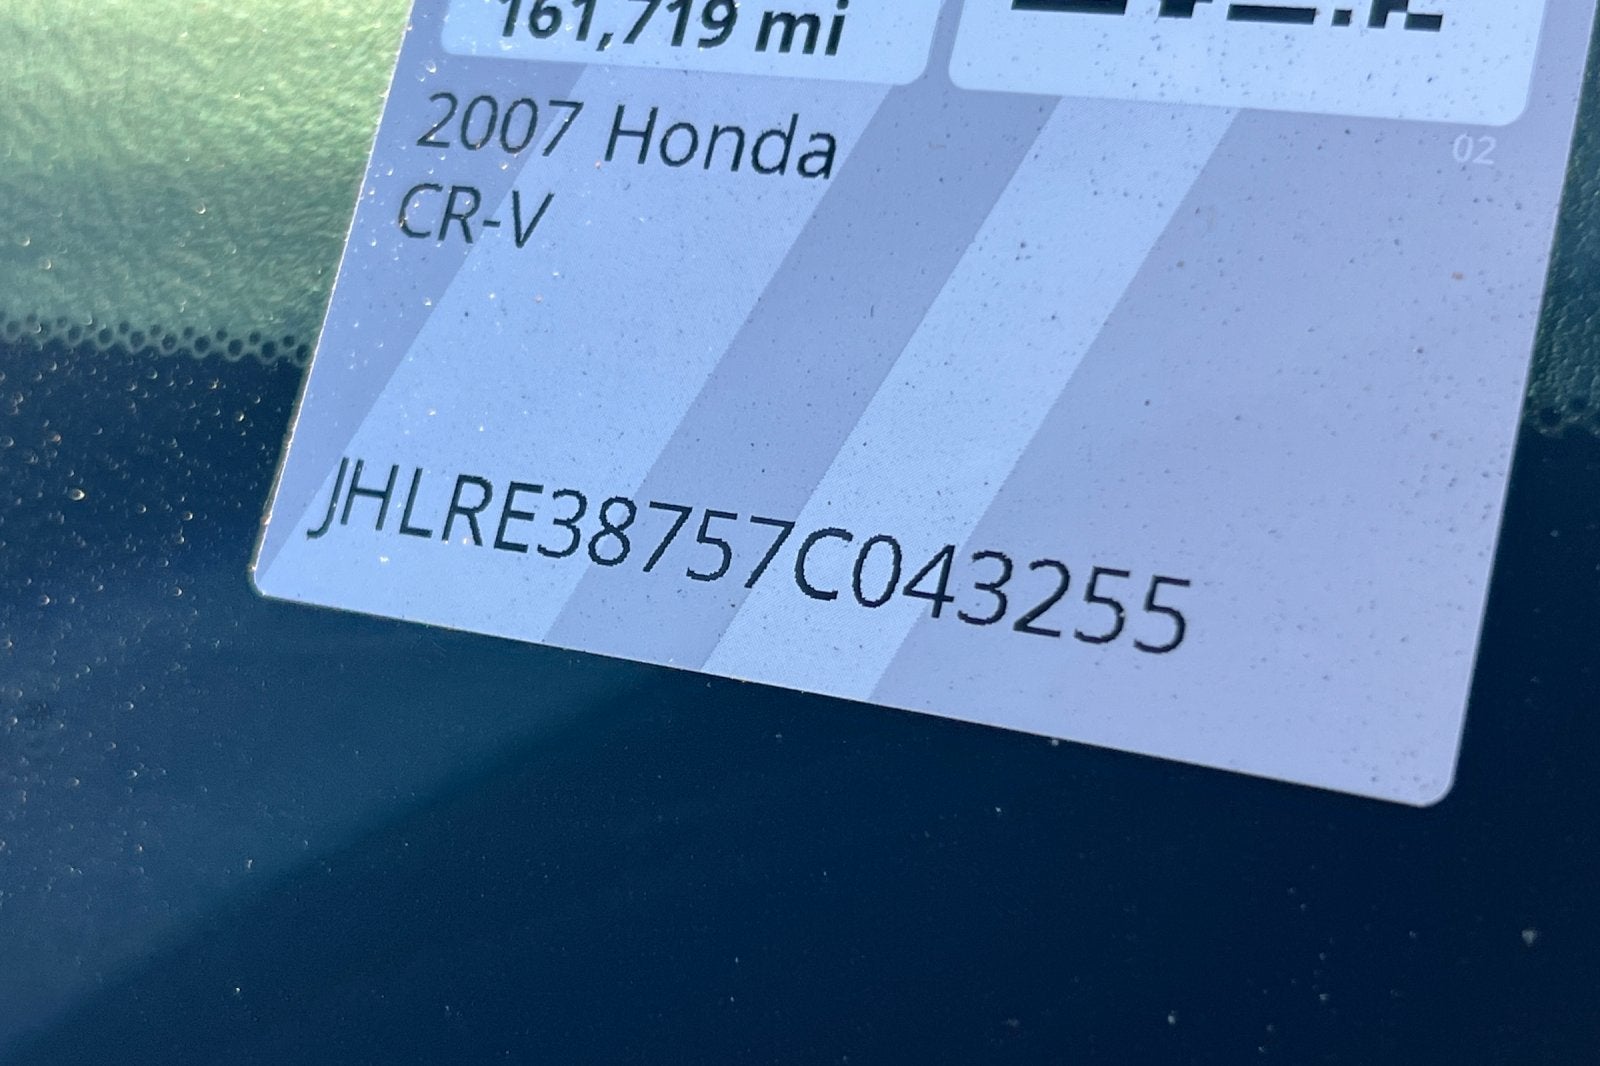 161,719 mi
2007 Honda
CR-V
02
JHLRE38757C043255